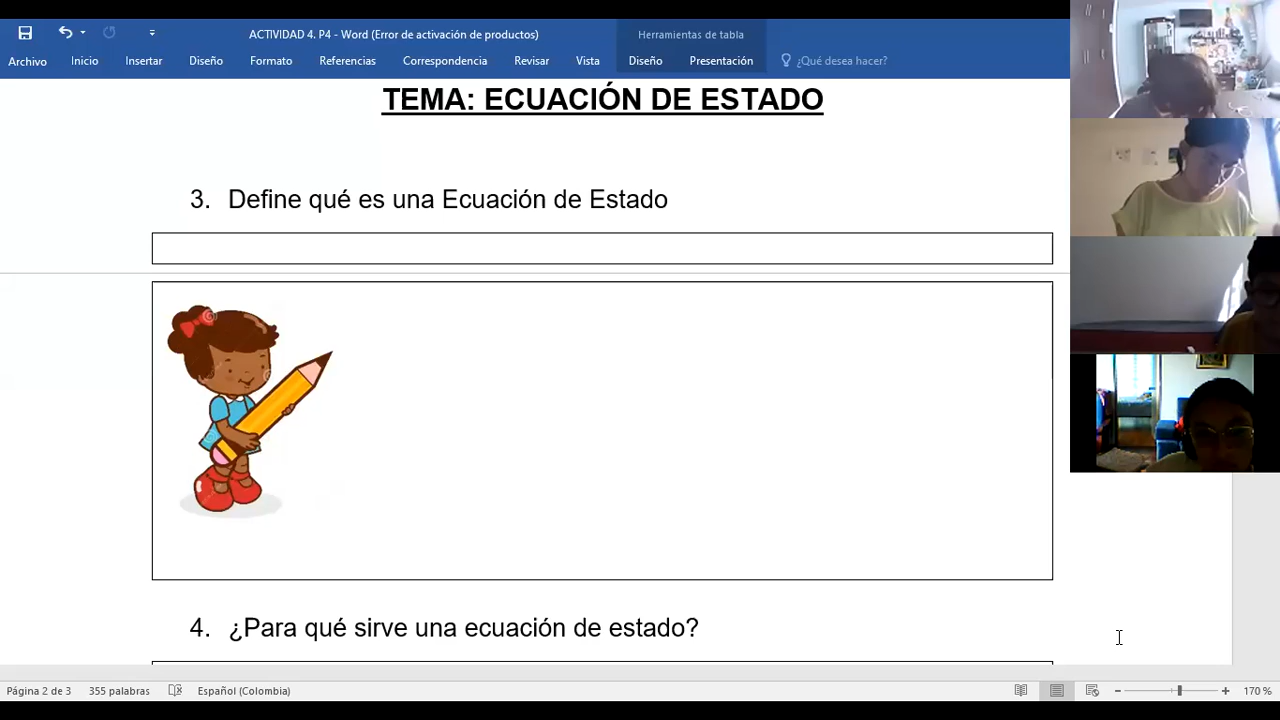 ACTIVIDAD 4. P4 - Word (Error de activación de productos)
Herramientas de tabla
Archivo Inicio Insertar Diseño Formato Referencias Correspondencia Revisar Vista Diseño Presentación ¿Qué desea hacer?
TEMA: ECUACIÓN DE ESTADO
3. Define qué es una Ecuación de Estado
4. ¿Para qué sirve una ecuación de estado?
Página 2 de 3 355 palabras Español (Colombia) 170 %